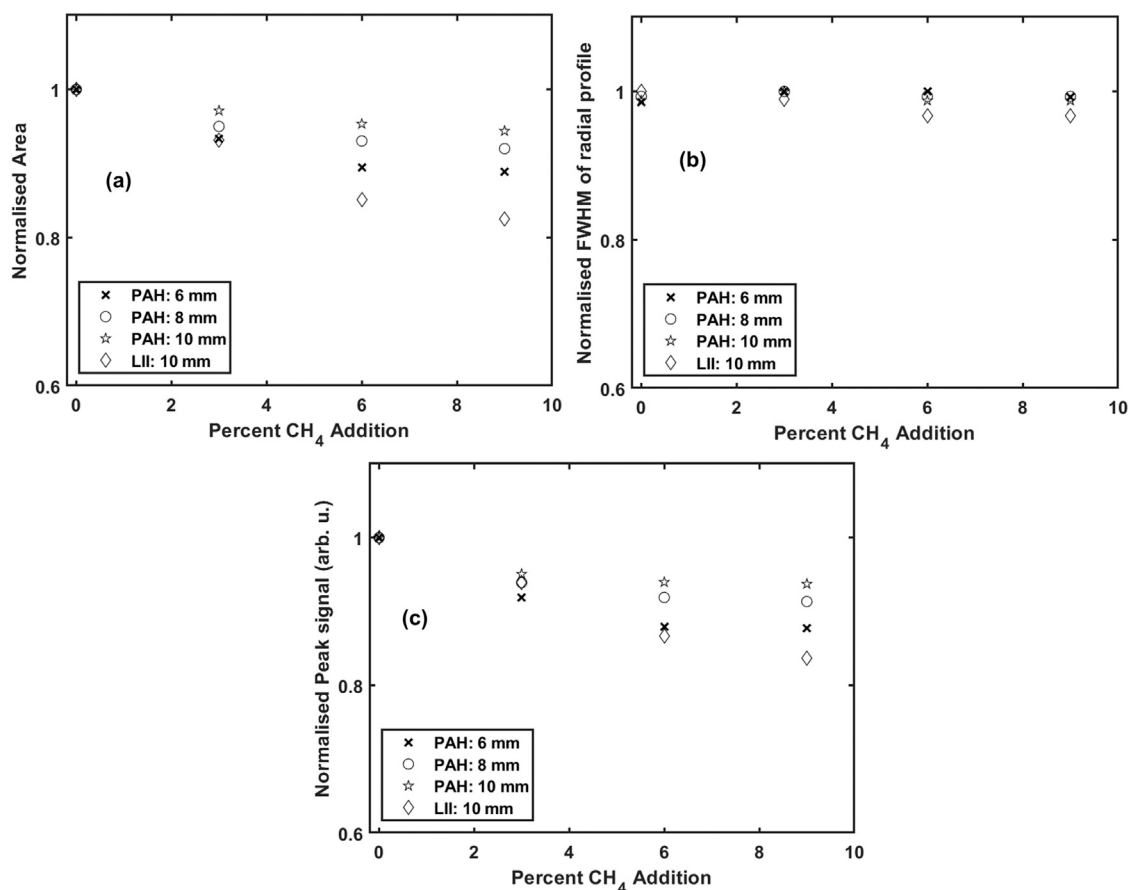 Normalised Area
1
0.8
0.6
(a)
PAH: 6 mm
PAH: 8 mm
PAH: 10 mm
LII: 10 mm
0 2 4 6 8 10
Percent CH₄ Addition
Normalised FWHM of radial profile
1
0.8
0.6
(b)
PAH: 6 mm
PAH: 8 mm
PAH: 10 mm
LII: 10 mm
0 2 4 6 8 10
Percent CH₄ Addition
Normalised Peak signal (arb. u.)
1
0.8
0.6
(c)
PAH: 6 mm
PAH: 8 mm
PAH: 10 mm
LII: 10 mm
0 2 4 6 8 10
Percent CH₄ Addition